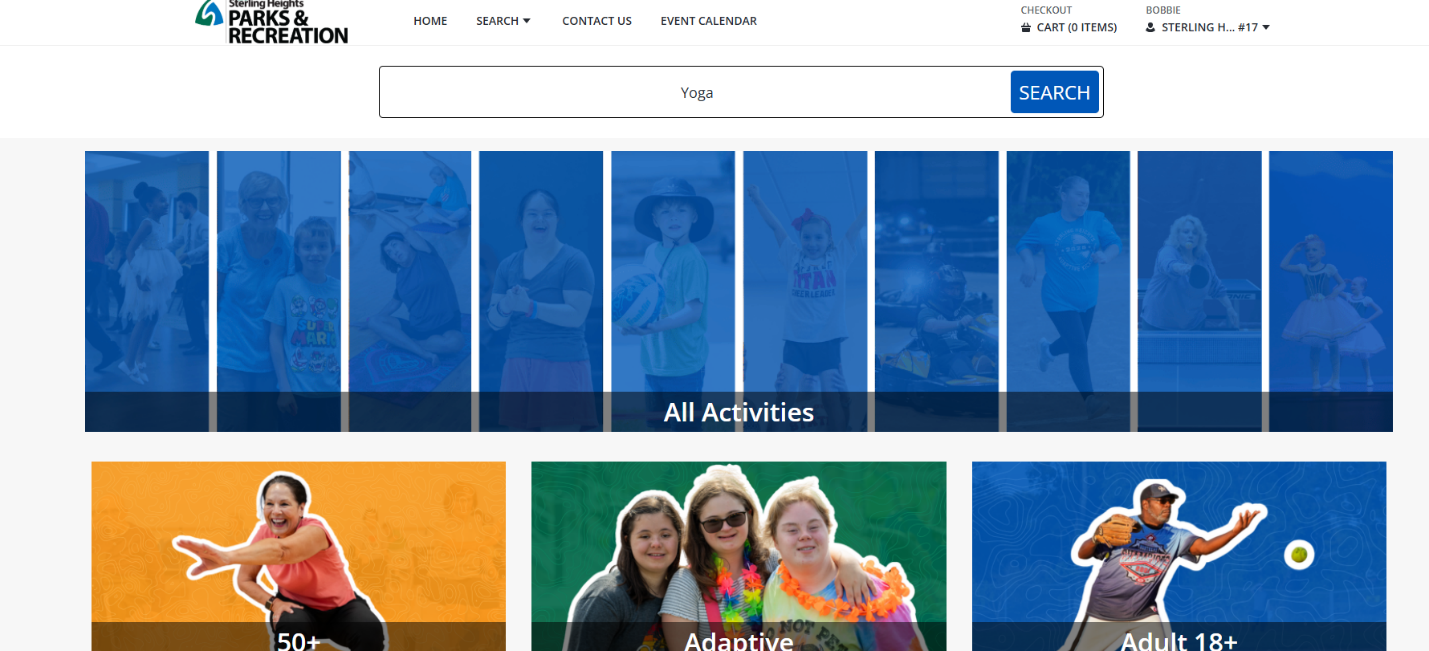 Sterling Heights
PARKS &
RECREATION
HOME
SEARCH
CONTACT US
EVENT CALENDAR
CHECKOUT
CART (0 ITEMS)
BOBBIE
STERLING H... #17
Yoga
SEARCH
All Activities
50+
Adaptive
Adult 18+